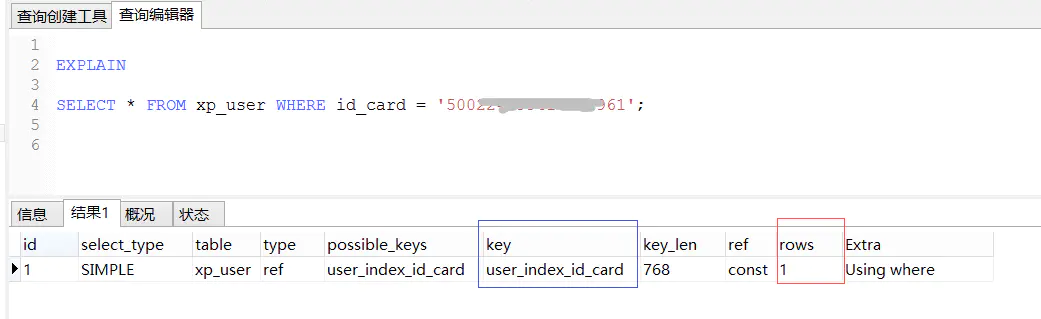 查询创建工具 查询编辑器
1
2 EXPLAIN
3
4 SELECT * FROM xp_user WHERE id_card = '50022 961';
5
6
信息 结果1 概况 状态
id select_type table type possible_keys key key_len ref rows Extra
1 SIMPLE xp_user ref user_index_id_card user_index_id_card 768 const 1 Using where